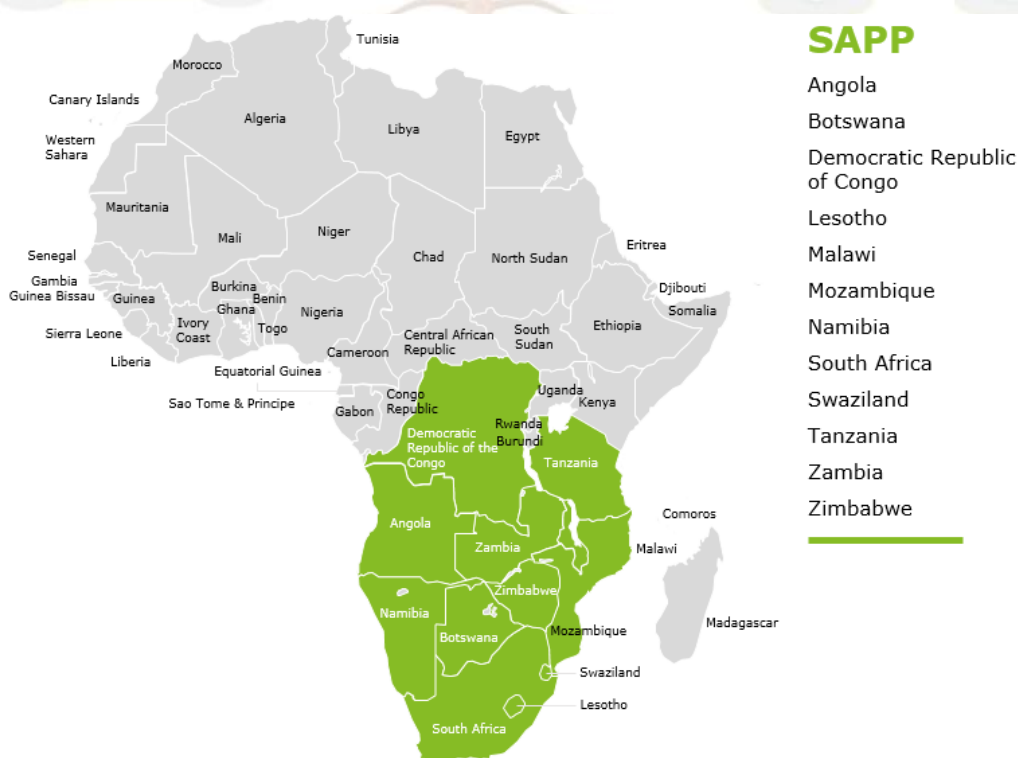 Tunisia
Morocco
Canary Islands
Algeria
Libya
Egypt
Western
Sahara
Mauritania
Mali
Niger
Chad
North Sudan
Eritrea
Senegal
Gambia
Guinea Bissau
Guinea
Burkina
Benin
Ghana
Togo
Nigeria
Djibouti
Somalia
Ethiopia
Sierra Leone
Ivory
Coast
Liberia
Cameroon
Central African
Republic
South
Sudan
Equatorial Guinea
Sao Tome & Principe
Gabon
Congo
Republic
Uganda
Kenya
Rwanda
Burundi
Democratic
Republic of the
Congo
Tanzania
Comoros
Angola
Zambia
Malawi
Zimbabwe
Namibia
Botswana
Mozambique
Madagascar
Swaziland
Lesotho
South Africa
SAPP
Angola
Botswana
Democratic Republic
of Congo
Lesotho
Malawi
Mozambique
Namibia
South Africa
Swaziland
Tanzania
Zambia
Zimbabwe